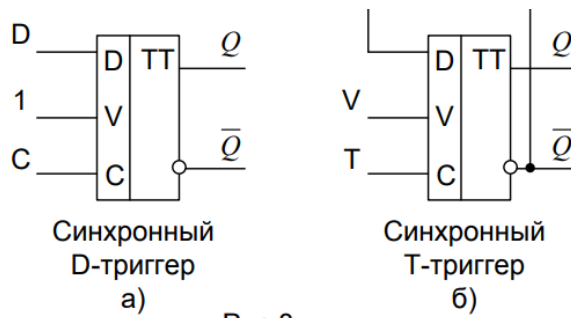 D
D TT
Q
1
V
C
C
Q̅
Синхронный
D-триггер
а)
D TT
Q
V
V
T
C
Q̅
Синхронный
Т-триггер
б)